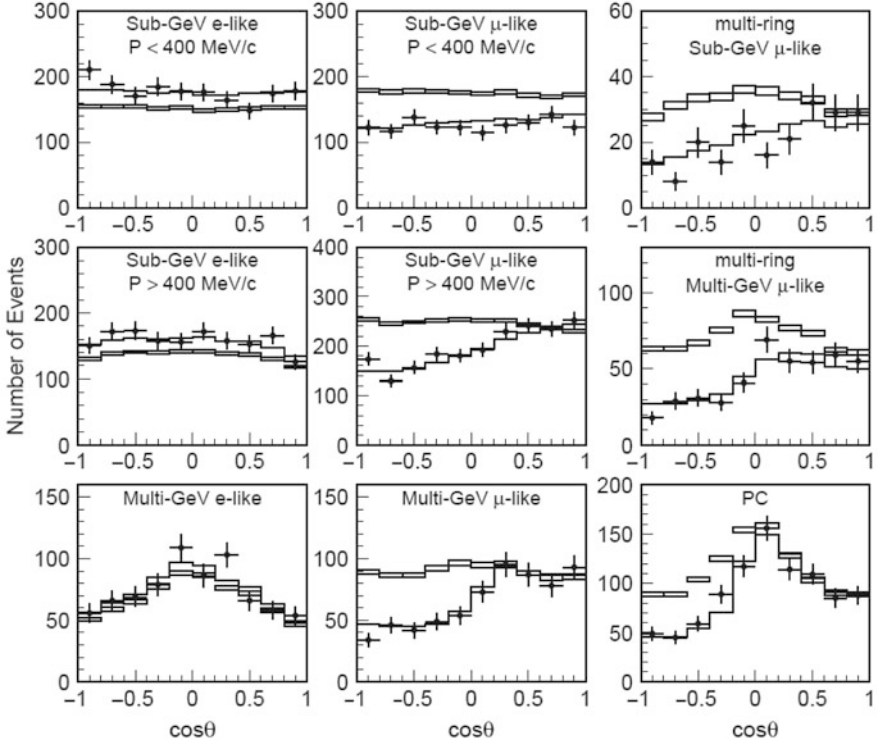 Number of Events
Sub-GeV e-like
P < 400 MeV/c
300
200
100
0
−1 −0.5 0 0.5 1
Sub-GeV μ-like
P < 400 MeV/c
300
200
100
0
−1 −0.5 0 0.5 1
multi-ring
Sub-GeV μ-like
60
40
20
0
−1 −0.5 0 0.5 1
Sub-GeV e-like
P > 400 MeV/c
300
200
100
0
−1 −0.5 0 0.5 1
Sub-GeV μ-like
P > 400 MeV/c
400
300
200
100
0
−1 −0.5 0 0.5 1
multi-ring
Multi-GeV μ-like
100
50
0
−1 −0.5 0 0.5 1
Multi-GeV e-like
150
100
50
0
−1 −0.5 0 0.5 1
cosθ
Multi-GeV μ-like
150
100
50
0
−1 −0.5 0 0.5 1
cosθ
PC
200
150
100
50
0
−1 −0.5 0 0.5 1
cosθ